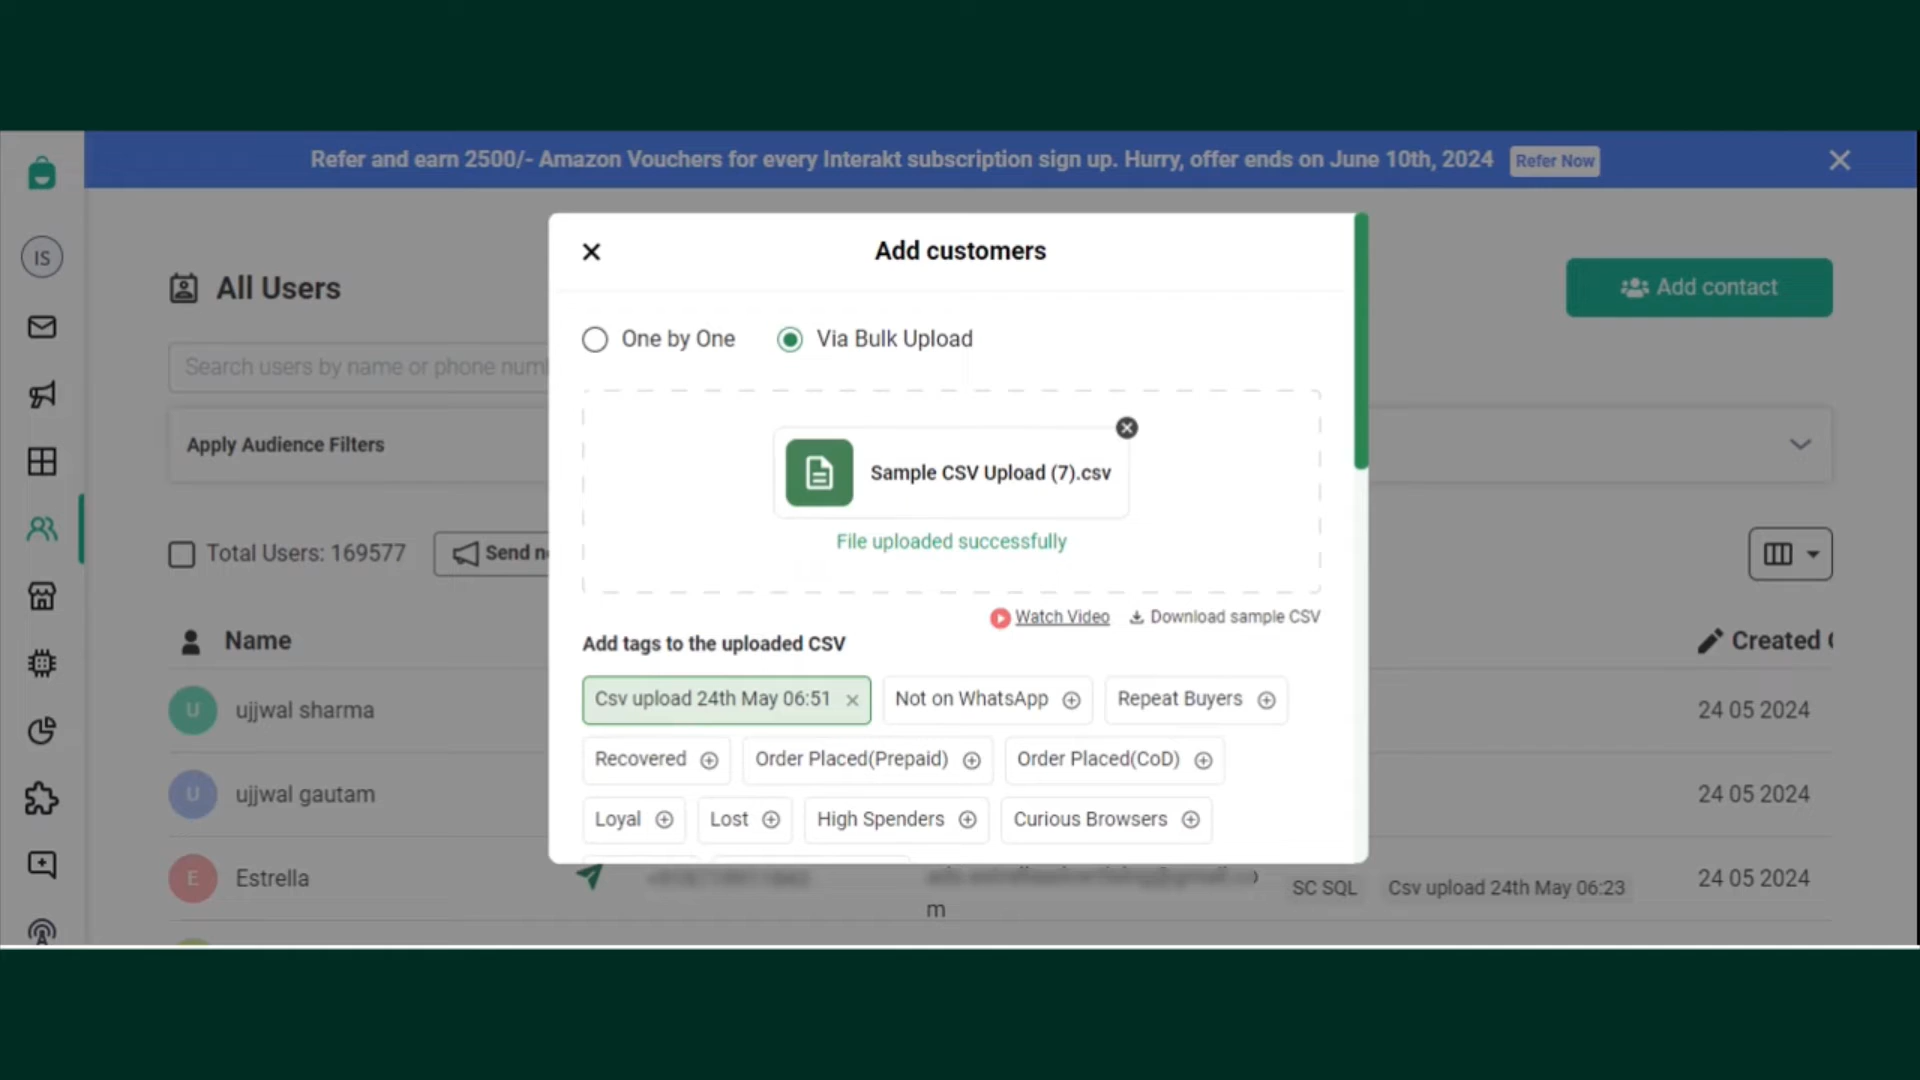 Refer and earn 2500/- Amazon Vouchers for every Interakt subscription sign up. Hurry, offer ends on June 10th, 2024 Refer Now
IS
All Users
Add contact
Search users by name or phone
Apply Audience Filters
Total Users: 169577
Send
Name
Created
U ujjwal sharma
24 05 2024
U ujjwal gautam
24 05 2024
E Estrella
m
SC SQL Csv upload 24th May 06:23
24 05 2024
Add customers
One by One Via Bulk Upload
Sample CSV Upload (7).csv
File uploaded successfully
Watch Video Download sample CSV
Add tags to the uploaded CSV
Csv upload 24th May 06:51 Not on WhatsApp Repeat Buyers
Recovered Order Placed(Prepaid) Order Placed(CoD)
Loyal Lost High Spenders Curious Browsers